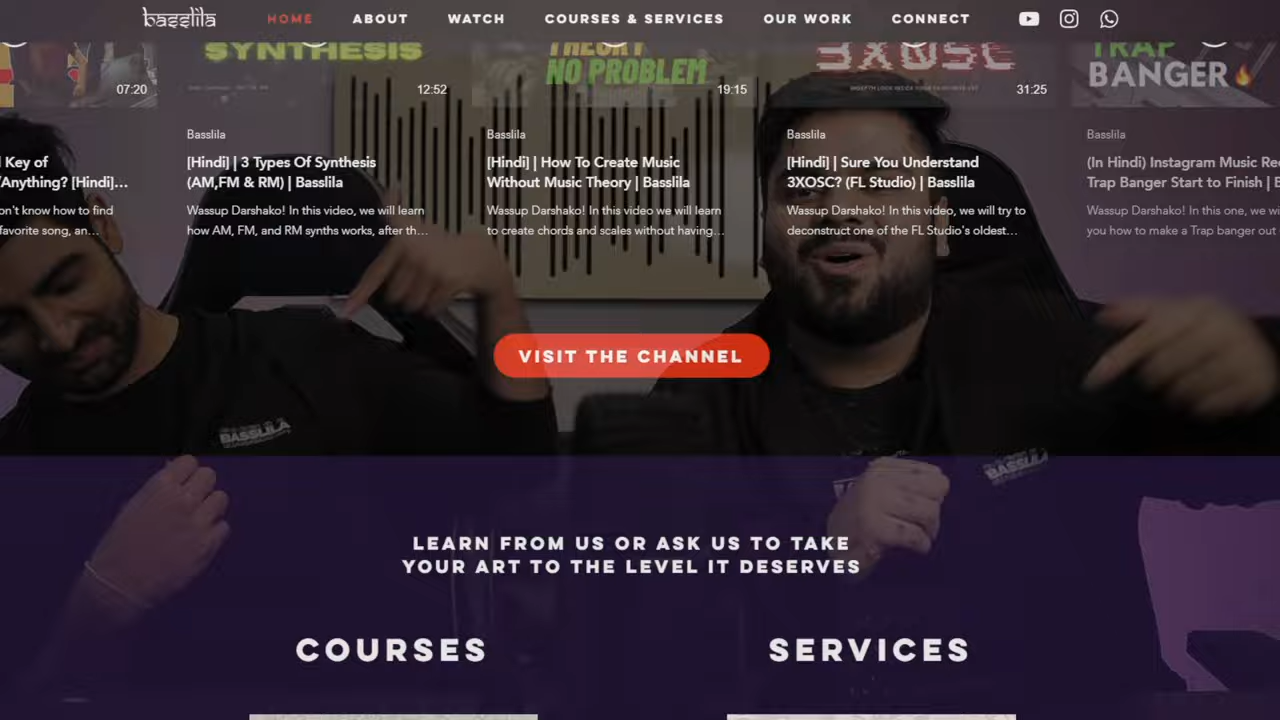 basslila
HOME
ABOUT
WATCH
COURSES & SERVICES
OUR WORK
CONNECT
SYNTHESIS
THEORY
NO PROBLEM
3XOSC
TRAP
BANGER🔥
07:20
12:52
19:15
31:25
Key of
/Anything? [Hindi]...
on't know how to find
favorite song, an...
Basslila
[Hindi] | 3 Types Of Synthesis
(AM,FM & RM) | Basslila
Wassup Darshako! In this video, we will learn
how AM, FM, and RM synths works, after th...
Basslila
[Hindi] | How To Create Music
Without Music Theory | Basslila
Wassup Darshako! In this video we will learn
to create chords and scales without having...
Basslila
[Hindi] | Sure You Understand
3XOSC? (FL Studio) | Basslila
Wassup Darshako! In this video, we will try to
deconstruct one of the FL Studio's oldest...
Basslila
(In Hindi) Instagram Music Re
Trap Banger Start to Finish |
Wassup Darshako! In this one, we wi
you how to make a Trap banger out
VISIT THE CHANNEL
BASSLILA
BASSLILA
LEARN FROM US OR ASK US TO TAKE
YOUR ART TO THE LEVEL IT DESERVES
COURSES
SERVICES